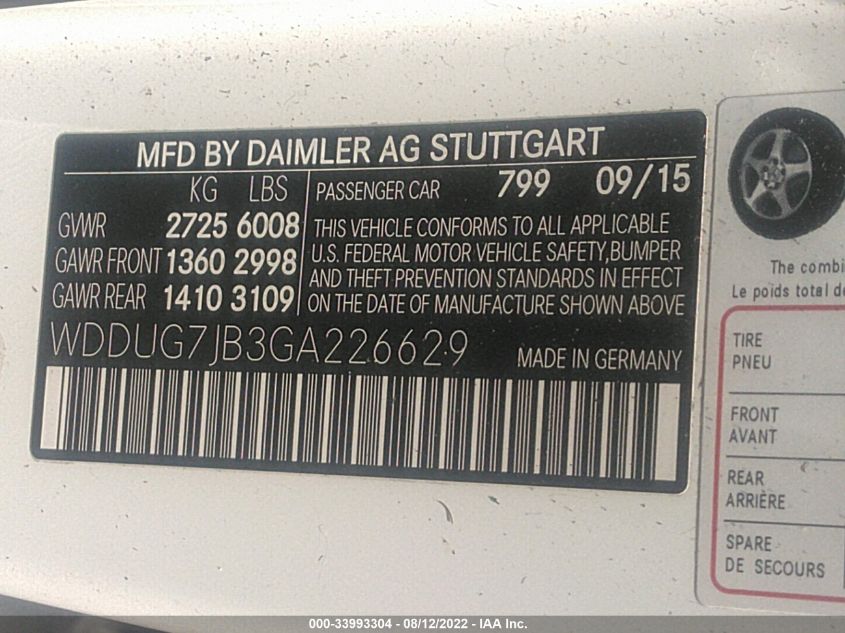 MFD BY DAIMLER AG STUTTGART
KG LBS
GVWR 2725 6008
GAWR FRONT 1360 2998
GAWR REAR 1410 3109
PASSENGER CAR 799 09/15
THIS VEHICLE CONFORMS TO ALL APPLICABLE
U.S. FEDERAL MOTOR VEHICLE SAFETY, BUMPER
AND THEFT PREVENTION STANDARDS IN EFFECT
ON THE DATE OF MANUFACTURE SHOWN ABOVE
WDDUG7JB3GA226629 MADE IN GERMANY
The combi
Le poids total d
TIRE
PNEU
FRONT
AVANT
REAR
ARRIÈRE
SPARE
DE SECOURS
000-33993304 - 08/12/2022 - IAA Inc.